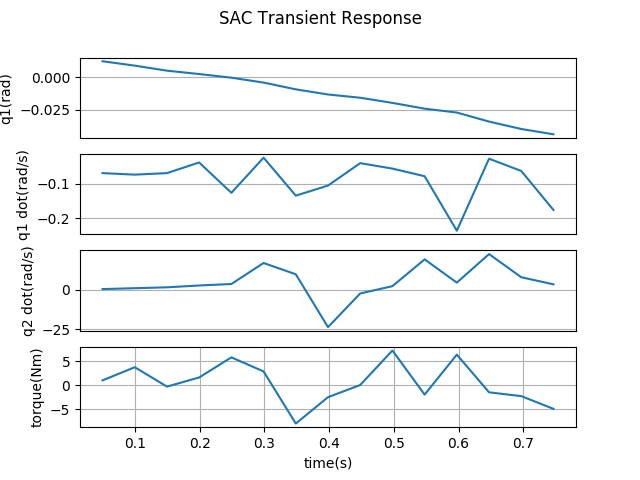 SAC Transient Response
0.000
−0.025
q1(rad)
−0.1
−0.2
q1 dot(rad/s)
0
−25
q2 dot(rad/s)
5
0
−5
torque(Nm)
0.1 0.2 0.3 0.4 0.5 0.6 0.7
time(s)